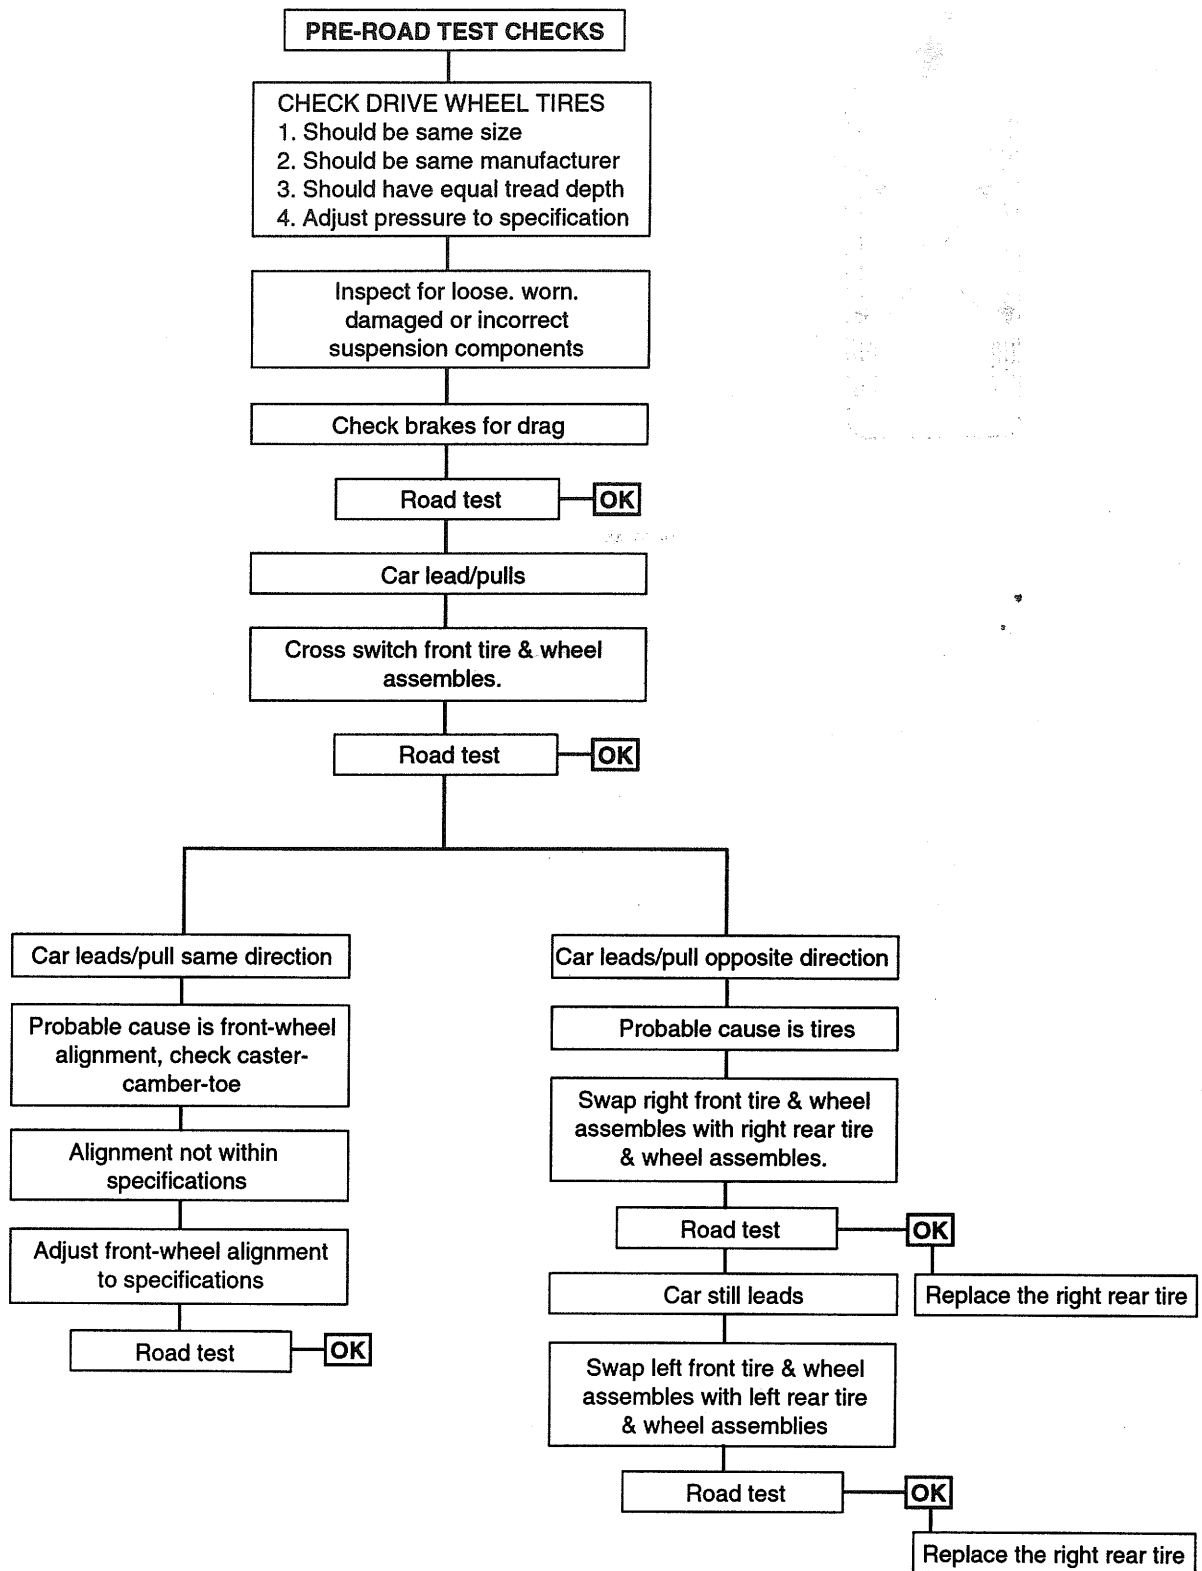 PRE-ROAD TEST CHECKS
CHECK DRIVE WHEEL TIRES
1. Should be same size
2. Should be same manufacturer
3. Should have equal tread depth
4. Adjust pressure to specification
Inspect for loose. worn.
damaged or incorrect
suspension components
Check brakes for drag
Road test
OK
Car lead/pulls
Cross switch front tire & wheel
assembles.
Road test
OK
Car leads/pull same direction
Probable cause is front-wheel
alignment, check caster-
camber-toe
Alignment not within
specifications
Adjust front-wheel alignment
to specifications
Road test
OK
Car leads/pull opposite direction
Probable cause is tires
Swap right front tire & wheel
assembles with right rear tire
& wheel assembles.
Road test
OK
Replace the right rear tire
Car still leads
Swap left front tire & wheel
assembles with left rear tire
& wheel assemblies
Road test
OK
Replace the right rear tire